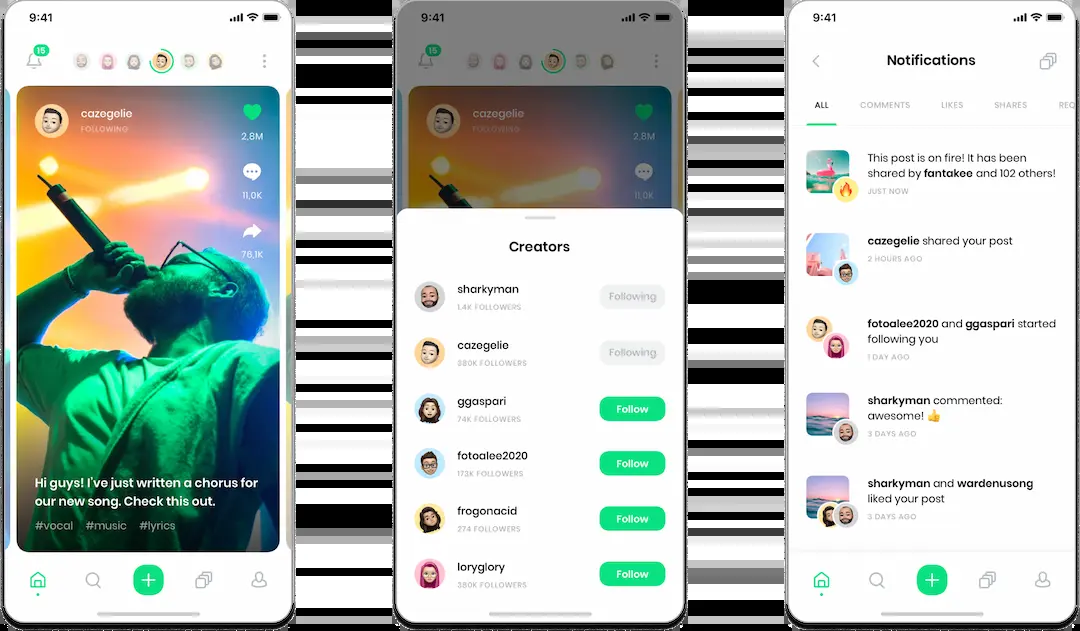 9:41
15
cazegelie
FOLLOWING
2,8M
11,0K
76,1K
Hi guys! I've just written a chorus for
our new song. Check this out.
#vocal #music #lyrics
9:41
15
cazegelie
FOLLOWING
2,8M
11,0K
Creators
sharkyman
1.4K FOLLOWERS
Following
cazegelie
380K FOLLOWERS
Following
ggaspari
74K FOLLOWERS
Follow
fotoalee2020
173K FOLLOWERS
Follow
frogonacid
274 FOLLOWERS
Follow
loryglory
380K FOLLOWERS
Follow
9:41
Notifications
ALL COMMENTS LIKES SHARES REQ
This post is on fire! It has been
shared by fantakee and 102 others!
JUST NOW
cazegelie shared your post
2 HOURS AGO
fotoalee2020 and ggaspari started
following you
1 DAY AGO
sharkyman commented:
awesome! 👍
3 DAYS AGO
sharkyman and wardenusong
liked your post
3 DAYS AGO